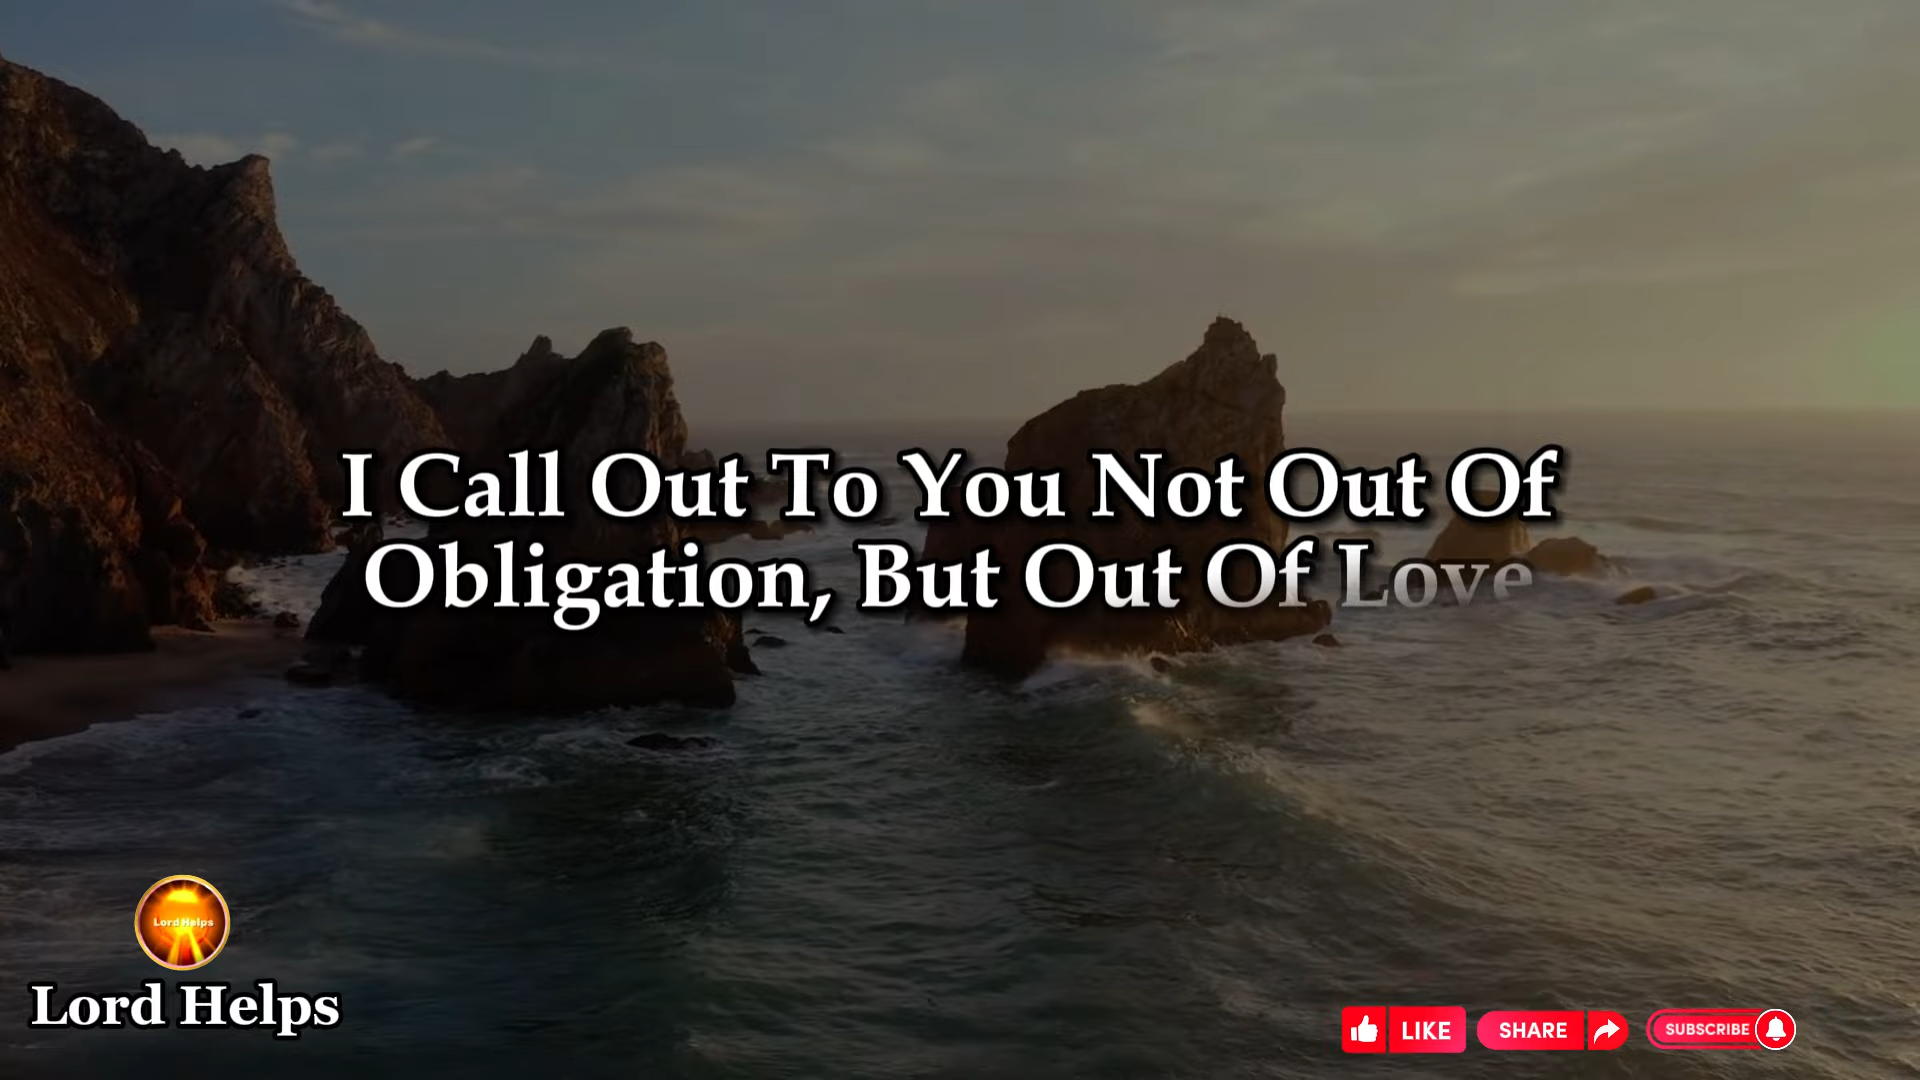 I Call Out To You Not Out Of
Obligation, But Out Of Love
Lord Helps
Lord Helps
LIKE
SHARE
SUBSCRIBE